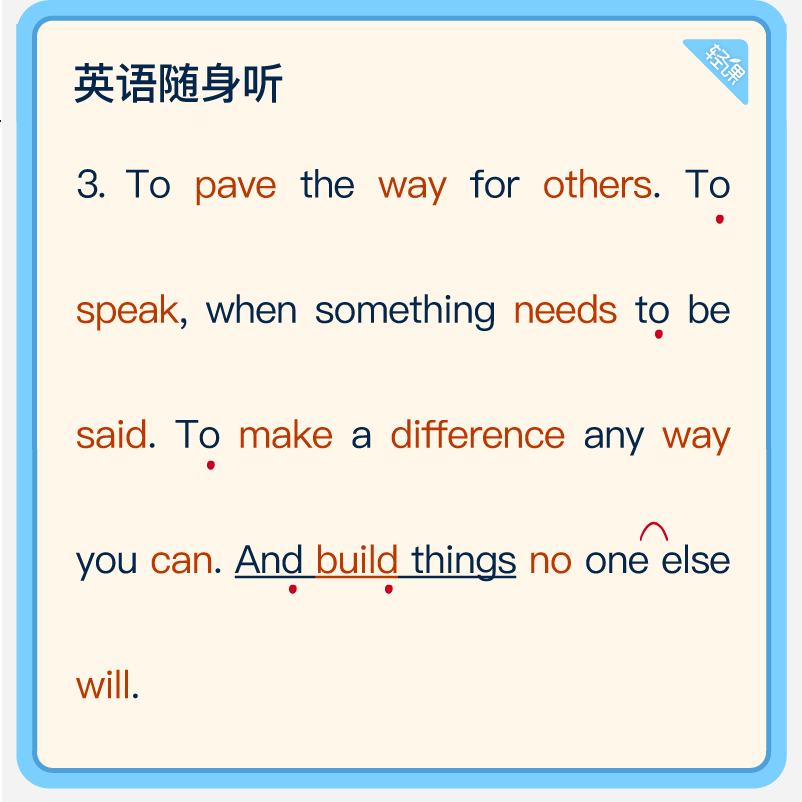 英语随身听
轻课
3. To pave the way for others. To
speak, when something needs to be
said. To make a difference any way
you can. And build things no one else
will.